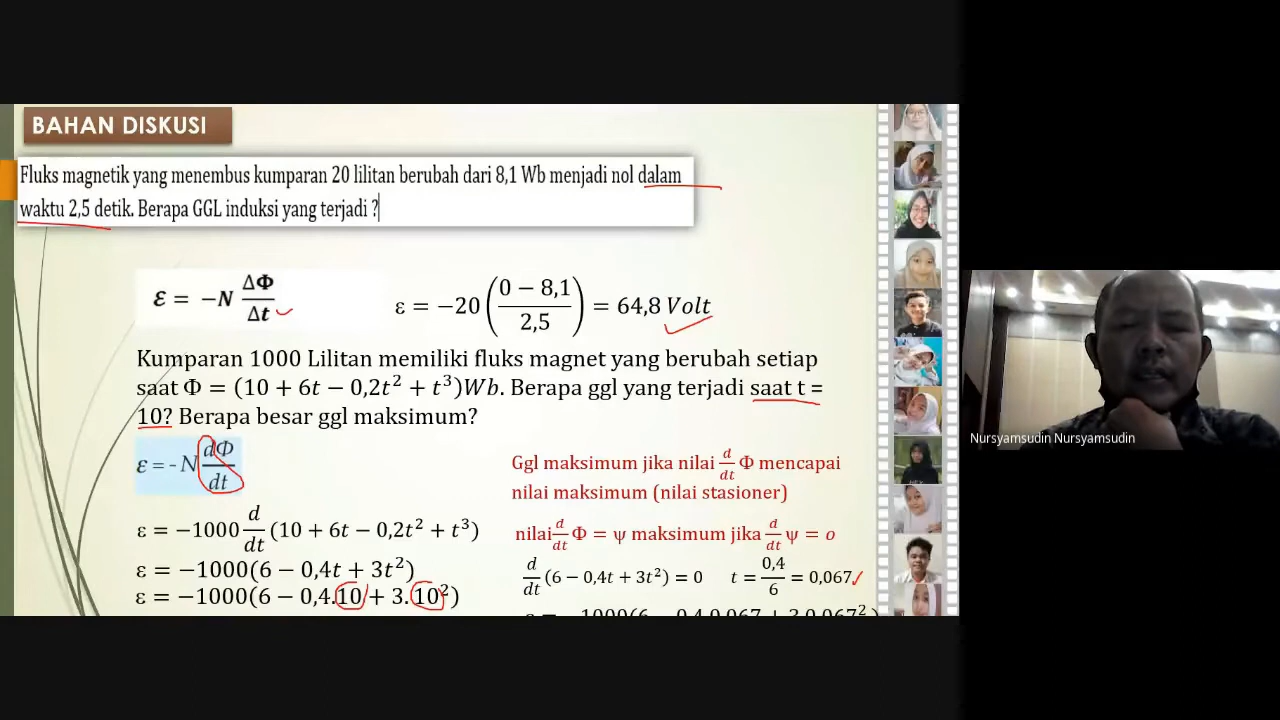 BAHAN DISKUSI
Fluks magnetik yang menembus kumparan 20 lilitan berubah dari 8,1 Wb menjadi nol dalam
waktu 2,5 detik. Berapa GGL induksi yang terjadi ?
ℰ = −N ΔΦ/Δt
ε = −20 ((0 − 8,1)/2,5) = 64,8 Volt
Kumparan 1000 Lilitan memiliki fluks magnet yang berubah setiap
saat Φ = (10 + 6t − 0,2t² + t³)Wb. Berapa ggl yang terjadi saat t =
10? Berapa besar ggl maksimum?
ε = - N dΦ/dt
ε = −1000 d/dt (10 + 6t − 0,2t² + t³)
ε = −1000(6 − 0,4t + 3t²)
ε = −1000(6 − 0,4.10 + 3.10²)
Ggl maksimum jika nilai d/dt Φ mencapai
nilai maksimum (nilai stasioner)
nilai d/dt Φ = ψ maksimum jika d/dt ψ = o
d/dt (6 − 0,4t + 3t²) = 0 t = 0,4/6 = 0,067
Nursyamsudin Nursyamsudin